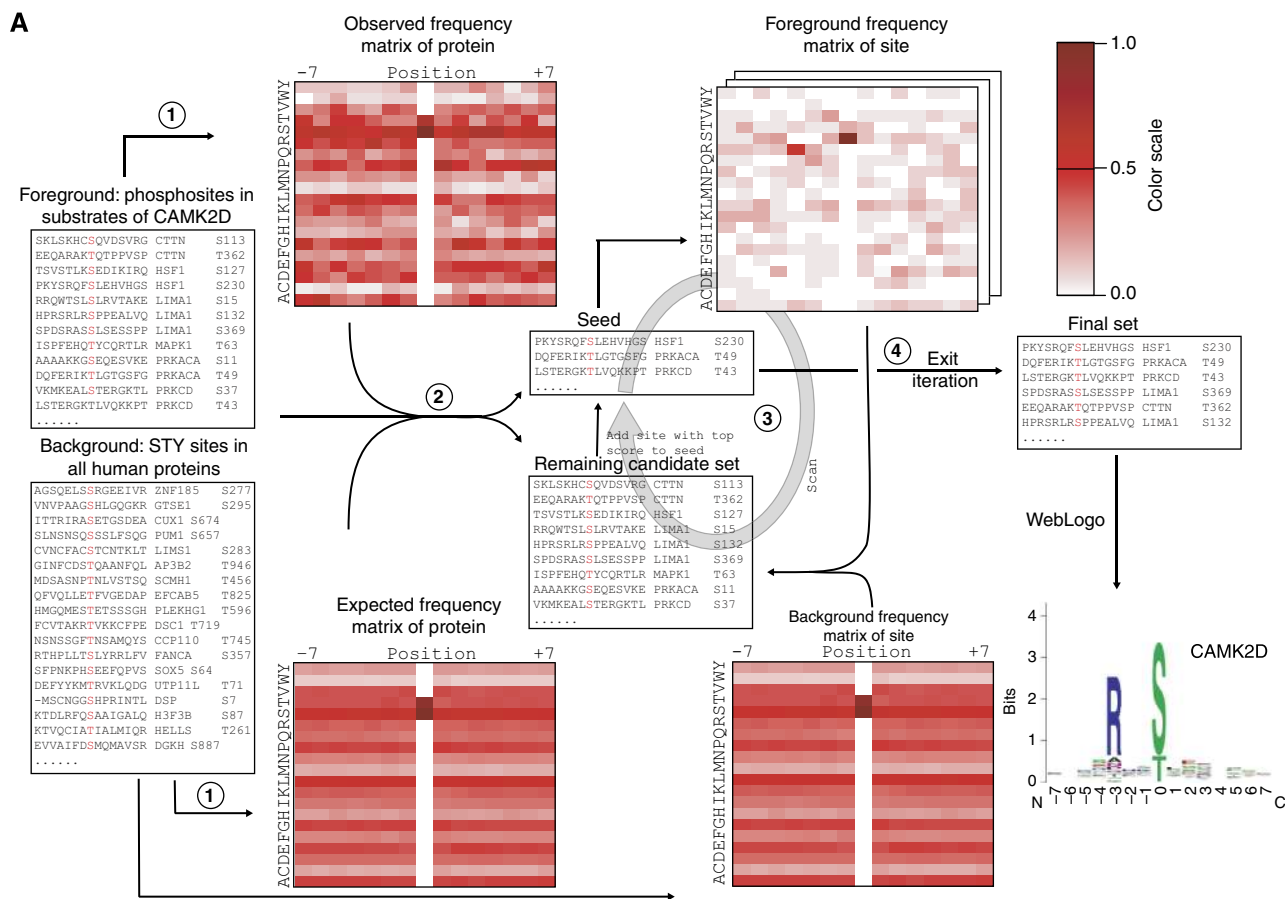 A
Observed frequency
matrix of protein
-7 Position +7
ACDEFGHIKLMNPQRSTVWY
1
Foreground frequency
matrix of site
ACDEFGHIKLMNPQRSTVWY
1.0
0.5
0.0
Color scale
Foreground: phosphosites in
substrates of CAMK2D
SKLSKHCSQVDSVRG CTTN S113
EEQARAKTQTPPVSP CTTN T362
TSVSTLKSEDIKIRQ HSF1 S127
PKYSRQFSLEHVHGS HSF1 S230
RRQWTSLSLRVTAKE LIMA1 S15
HPRSRLRSPPEALVQ LIMA1 S132
SPDSRASSLSESSPP LIMA1 S369
ISPFEHQTYCQRTLR MAPK1 T63
AAAAKKGSEQESVKE PRKACA S11
DQFERIKTLGTGSFG PRKACA T49
VKMKEALSTERGKTL PRKCD S37
LSTERGKTLVQKKPT PRKCD T43
......
Background: STY sites in
all human proteins
AGSQELSSRGEEIVR ZNF185 S277
VNVPAAGSHLGQGKR GTSE1 S295
ITTRIRASETGSDEA CUX1 S674
SLNSNSQSSSLFSQG PUM1 S657
CVNCFACSTCNTKLT LIMS1 S283
GINFCDSTQAANFQL AP3B2 T946
MDSASNPTNLVSTSQ SCMH1 T456
QFVQLLETFVGEDAP EFCAB5 T825
HMGQMESTETSSSGH PLEKHG1 T596
FCVTAKRTVKKCFPE DSC1 T719
NSNSSGFTNSAMQYS CCP110 T745
RTHPLLTSLYRRLFV FANCA S357
SFPNKPHSEEFQPVS SOX5 S64
DEFYYKMTRVKLQDG UTP11L T71
-MSCNGGSHPRINTL DSP S7
KTDLRFQSAAIGALQ H3F3B S87
KTVQCIATIALMIQR HELLS T261
EVVAIFDSMQMAVSR DGKH S887
......
1
2
Seed
PKYSRQFSLEHVHGS HSF1 S230
DQFERIKTLGTGSFG PRKACA T49
LSTERGKTLVQKKPT PRKCD T43
......
3
Add site with top
score to seed
Scan
Remaining candidate set
SKLSKHCSQVDSVRG CTTN S113
EEQARAKTQTPPVSP CTTN T362
TSVSTLKSEDIKIRQ HSF1 S127
RRQWTSLSLRVTAKE LIMA1 S15
HPRSRLRSPPEALVQ LIMA1 S132
SPDSRASSLSESSPP LIMA1 S369
ISPFEHQTYCQRTLR MAPK1 T63
AAAAKKGSEQESVKE PRKACA S11
VKMKEALSTERGKTL PRKCD S37
......
4
Exit
iteration
Final set
PKYSRQFSLEHVHGS HSF1 S230
DQFERIKTLGTGSFG PRKACA T49
LSTERGKTLVQKKPT PRKCD T43
SPDSRASSLSESSPP LIMA1 S369
EEQARAKTQTPPVSP CTTN T362
HPRSRLRSPPEALVQ LIMA1 S132
......
WebLogo
Expected frequency
matrix of protein
-7 Position +7
ACDEFGHIKLMNPQRSTVWY
Background frequency
matrix of site
-7 Position +7
ACDEFGHIKLMNPQRSTVWY
CAMK2D
Bits
4
3
2
1
0
R
S
T
N -7 -6 -5 -4 -3 -2 -1 0 1 2 3 4 5 6 7 C